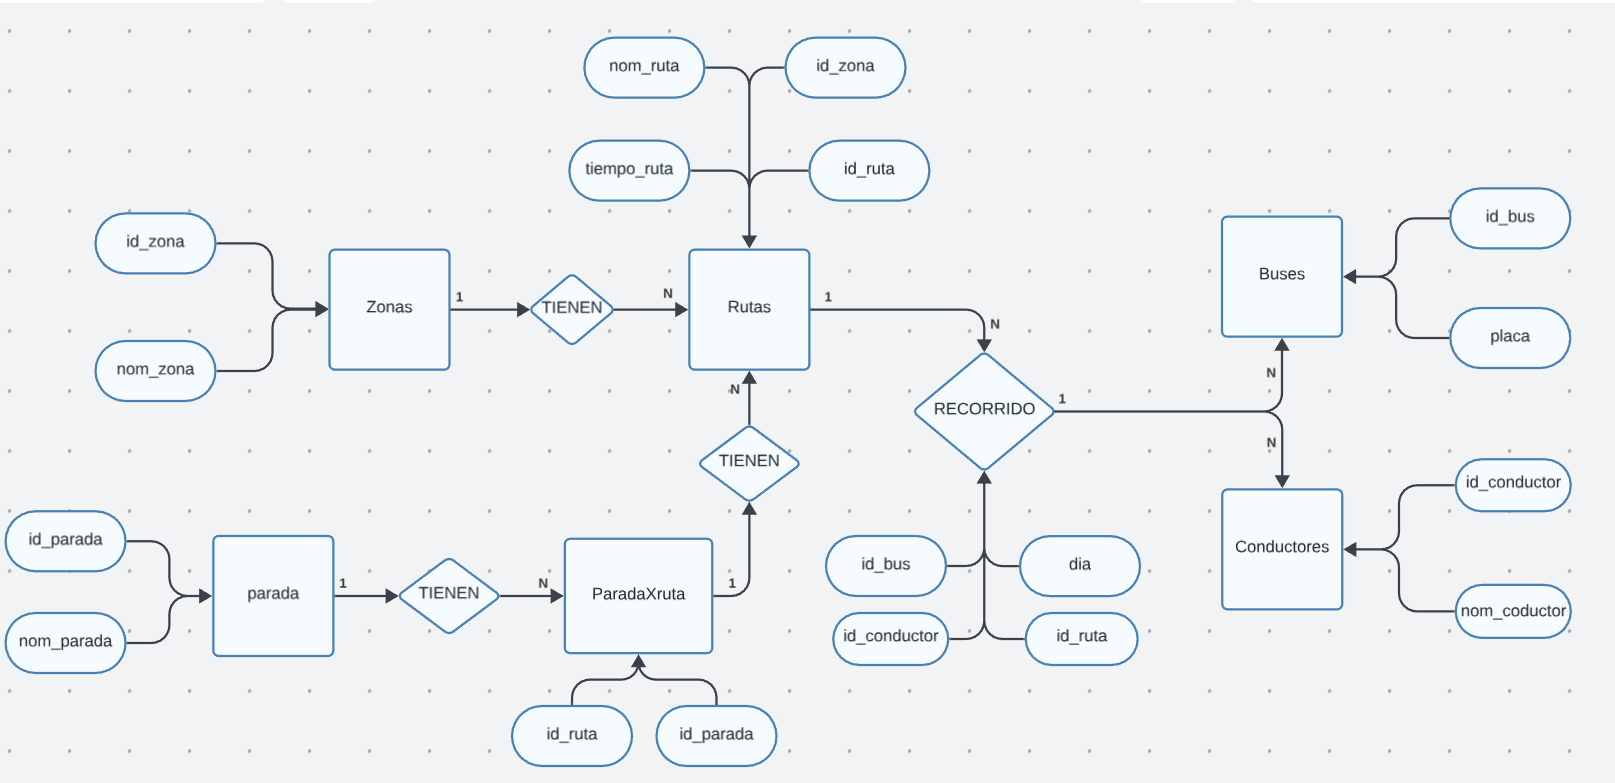 nom_ruta
id_zona
tiempo_ruta
id_ruta
id_zona
nom_zona
Zonas
1
TIENEN
N
Rutas
1
N
RECORRIDO
1
N
N
Buses
id_bus
placa
Conductores
id_conductor
nom_coductor
N
TIENEN
1
id_parada
nom_parada
parada
1
TIENEN
N
ParadaXruta
id_ruta
id_parada
id_bus
dia
id_conductor
id_ruta